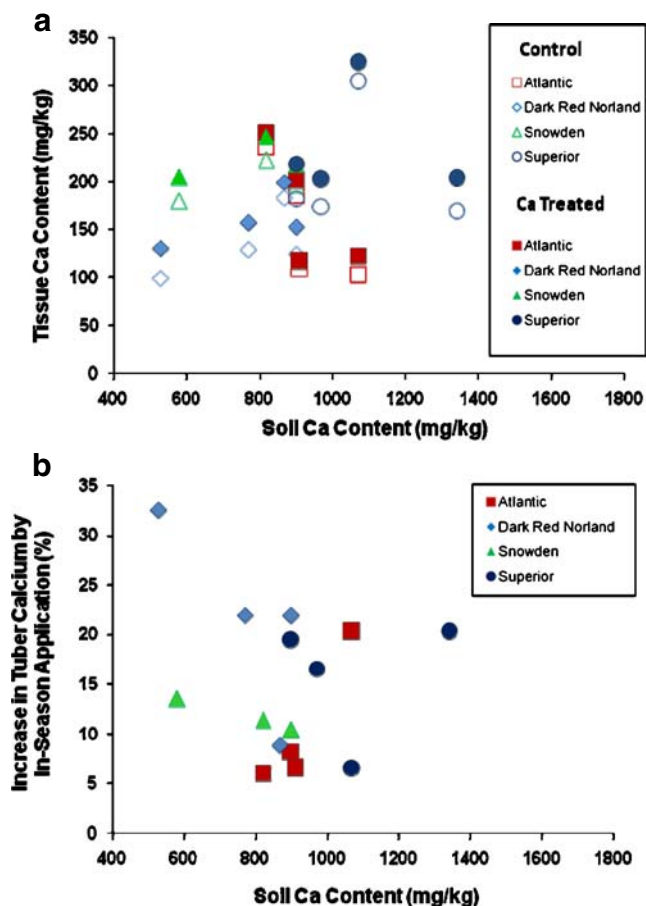 a
Tissue Ca Content (mg/kg)
350
300
250
200
150
100
50
0
400 600 800 1000 1200 1400 1600 1800
Soil Ca Content (mg/kg)
Control
Atlantic
Dark Red Norland
Snowden
Superior
Ca Treated
Atlantic
Dark Red Norland
Snowden
Superior
b
Increase in Tuber Calcium by
In-Season Application (%)
35
30
25
20
15
10
5
0
400 600 800 1000 1200 1400 1600 1800
Soil Ca Content (mg/kg)
Atlantic
Dark Red Norland
Snowden
Superior